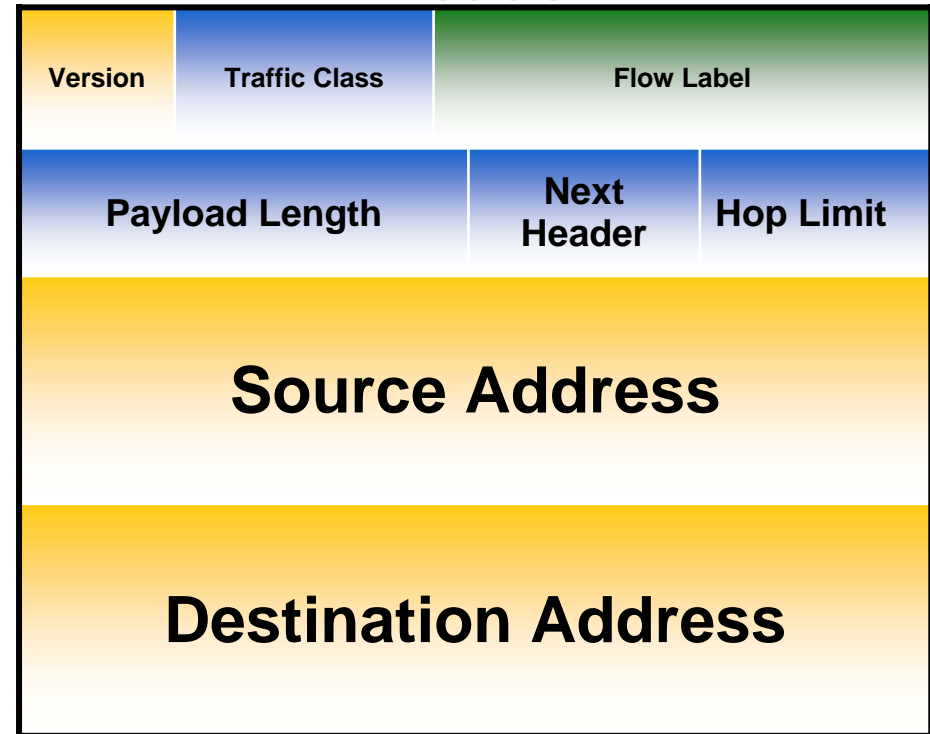 Version
Traffic Class
Flow Label
Payload Length
Next
Header
Hop Limit
Source Address
Destination Address